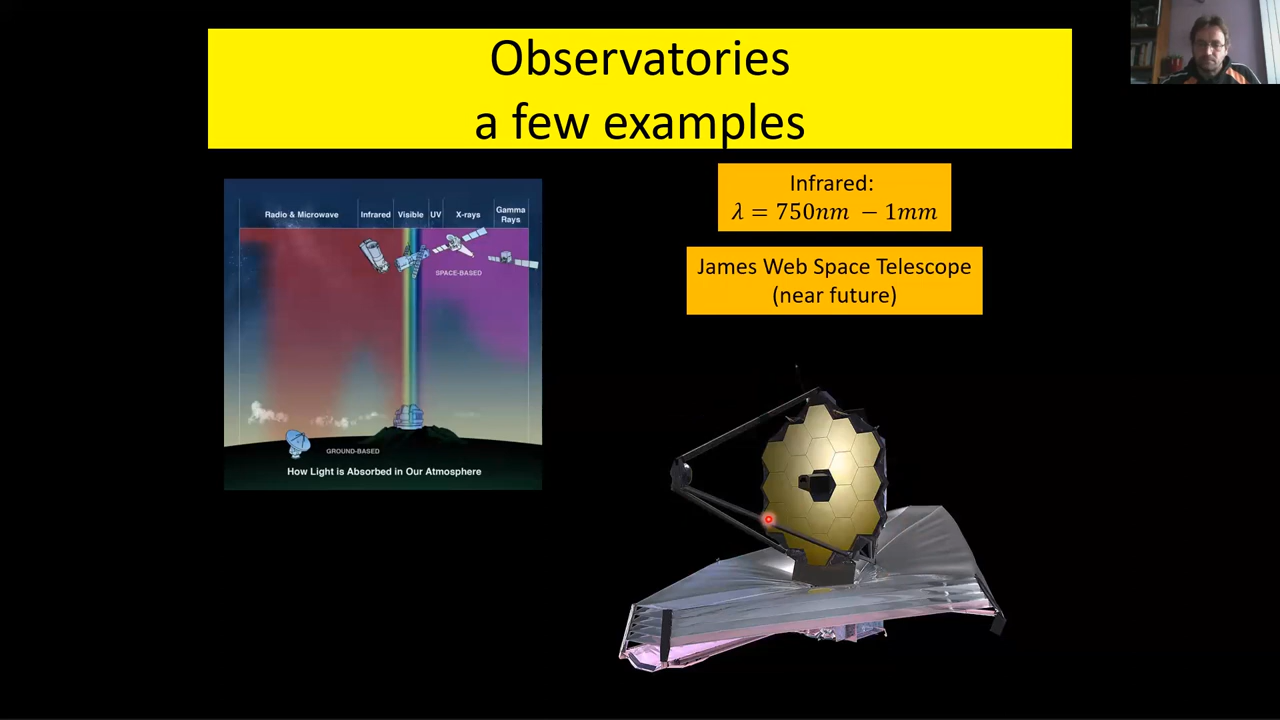 Observatories
a few examples
Infrared:
λ = 750nm − 1mm
James Web Space Telescope
(near future)
Radio & Microwave
Infrared
Visible
UV
X-rays
Gamma
Rays
SPACE-BASED
GROUND-BASED
How Light is Absorbed in Our Atmosphere